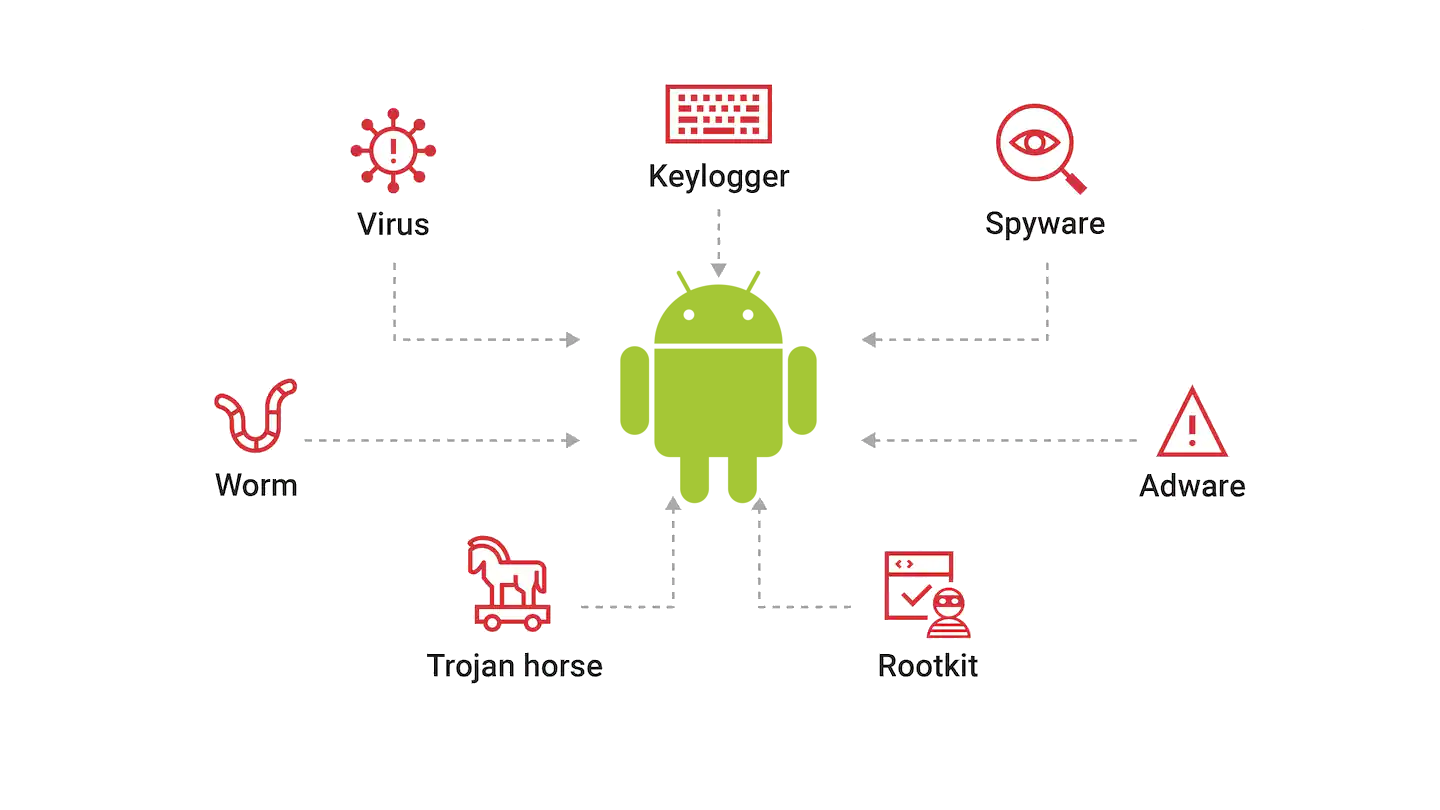 Keylogger
Virus
Spyware
Worm
Adware
Trojan horse
Rootkit